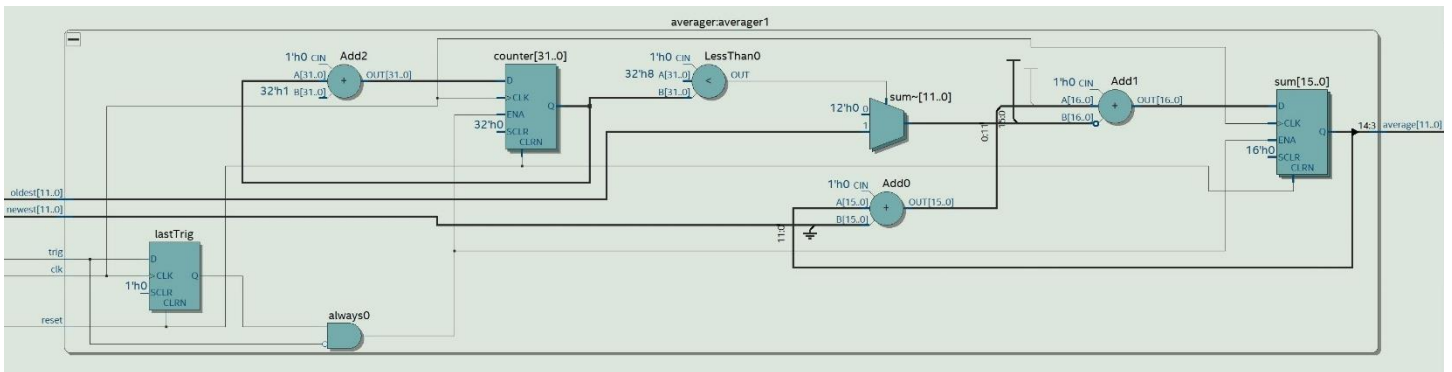 averager:averager1
1'h0 CIN Add2
A[31..0] + OUT[31..0]
32'h1 B[31..0]
counter[31..0]
D
>CLK Q
ENA
32'h0 SCLR
CLRN
1'h0 CIN LessThan0
32'h8 A[31..0] < OUT
B[31..0]
sum~[11..0]
12'h0 0
1
0:11
15:0
1'h0 CIN Add1
A[16..0] + OUT[16..0]
B[16..0]
sum[15..0]
D
>CLK Q
ENA
16'h0 SCLR
CLRN
14:3 average[11..0]
oldest[11..0]
newest[11..0]
1'h0 CIN Add0
A[15..0] + OUT[15..0]
B[15..0]
11:0
lastTrig
trig
D
clk
>CLK Q
1'h0 SCLR
CLRN
reset
always0